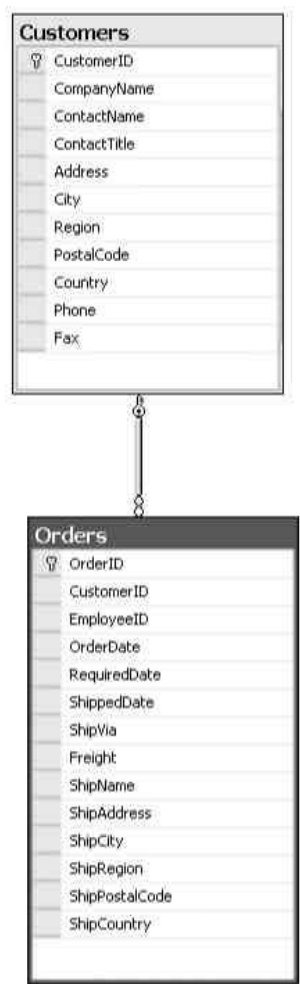 Customers
CustomerID
CompanyName
ContactName
ContactTitle
Address
City
Region
PostalCode
Country
Phone
Fax
Orders
OrderID
CustomerID
EmployeeID
OrderDate
RequiredDate
ShippedDate
ShipVia
Freight
ShipName
ShipAddress
ShipCity
ShipRegion
ShipPostalCode
ShipCountry